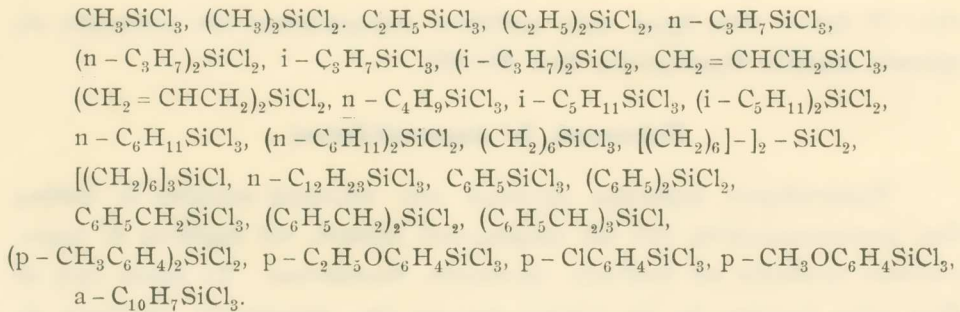 CH₃SiCl₃, (CH₃)₂SiCl₂. C₂H₅SiCl₃, (C₂H₅)₂SiCl₂, n – C₃H₇SiCl₃,
(n – C₃H₇)₂SiCl₂, i – C₃H₇SiCl₃, (i – C₃H₇)₂SiCl₂, CH₂ = CHCH₂SiCl₃,
(CH₂ = CHCH₂)₂SiCl₂, n – C₄H₉SiCl₃, i – C₅H₁₁SiCl₃, (i – C₅H₁₁)₂SiCl₂,
n – C₆H₁₁SiCl₃, (n – C₆H₁₁)₂SiCl₂, (CH₂)₆SiCl₃, [(CH₂)₆]-]₂ – SiCl₂,
[(CH₂)₆]₃SiCl, n – C₁₂H₂₃SiCl₃, C₆H₅SiCl₃, (C₆H₅)₂SiCl₂,
C₆H₅CH₂SiCl₃, (C₆H₅CH₂)₂SiCl₂, (C₆H₅CH₂)₃SiCl,
(p – CH₃C₆H₄)₂SiCl₂, p – C₂H₅OC₆H₄SiCl₃, p – ClC₆H₄SiCl₃, p – CH₃OC₆H₄SiCl₃,
a – C₁₀H₇SiCl₃.